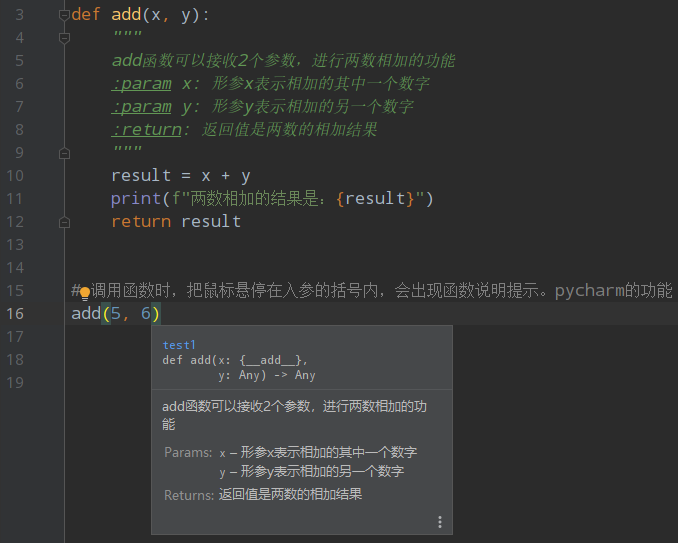 3 def add(x, y):
4 """
5 add函数可以接收2个参数，进行两数相加的功能
6 :param x: 形参x表示相加的其中一个数字
7 :param y: 形参y表示相加的另一个数字
8 :return: 返回值是两数的相加结果
9 """
10 result = x + y
11 print(f"两数相加的结果是：{result}")
12 return result
13
14
15 # 调用函数时，把鼠标悬停在入参的括号内，会出现函数说明提示。pycharm的功能
16 add(5, 6)
17
18
19
test1
def add(x: {__add__},
y: Any) -> Any
add函数可以接收2个参数，进行两数相加的功
能
Params: x – 形参x表示相加的其中一个数字
y – 形参y表示相加的另一个数字
Returns: 返回值是两数的相加结果